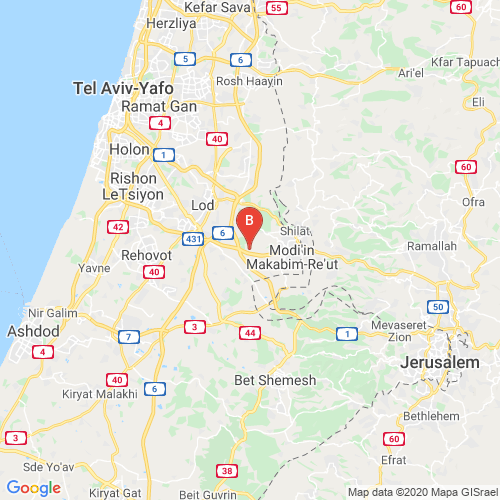 Kefar Sava
Herzliya
55
60
5
6
Rosh Haayin
Kfar Tapuach
Ari'el
Tel Aviv-Yafo
Ramat Gan
Eli
4
40
Holon
1
60
Rishon
LeTsiyon
Lod
Ofra
42
B
6
Shilat
431
Ramallah
Rehovot
Modi'in
Makabim-Re'ut
Yavne
40
50
Nir Galim
Ashdod
7
3
44
1
Mevaseret
Zion
4
Jerusalem
40
Bet Shemesh
Kiryat Malakhi
6
Bethlehem
3
60
Sde Yo'av
38
Efrat
Google
Kiryat Gat
Beit Guvrin
Map data ©2020 Mapa GISrael